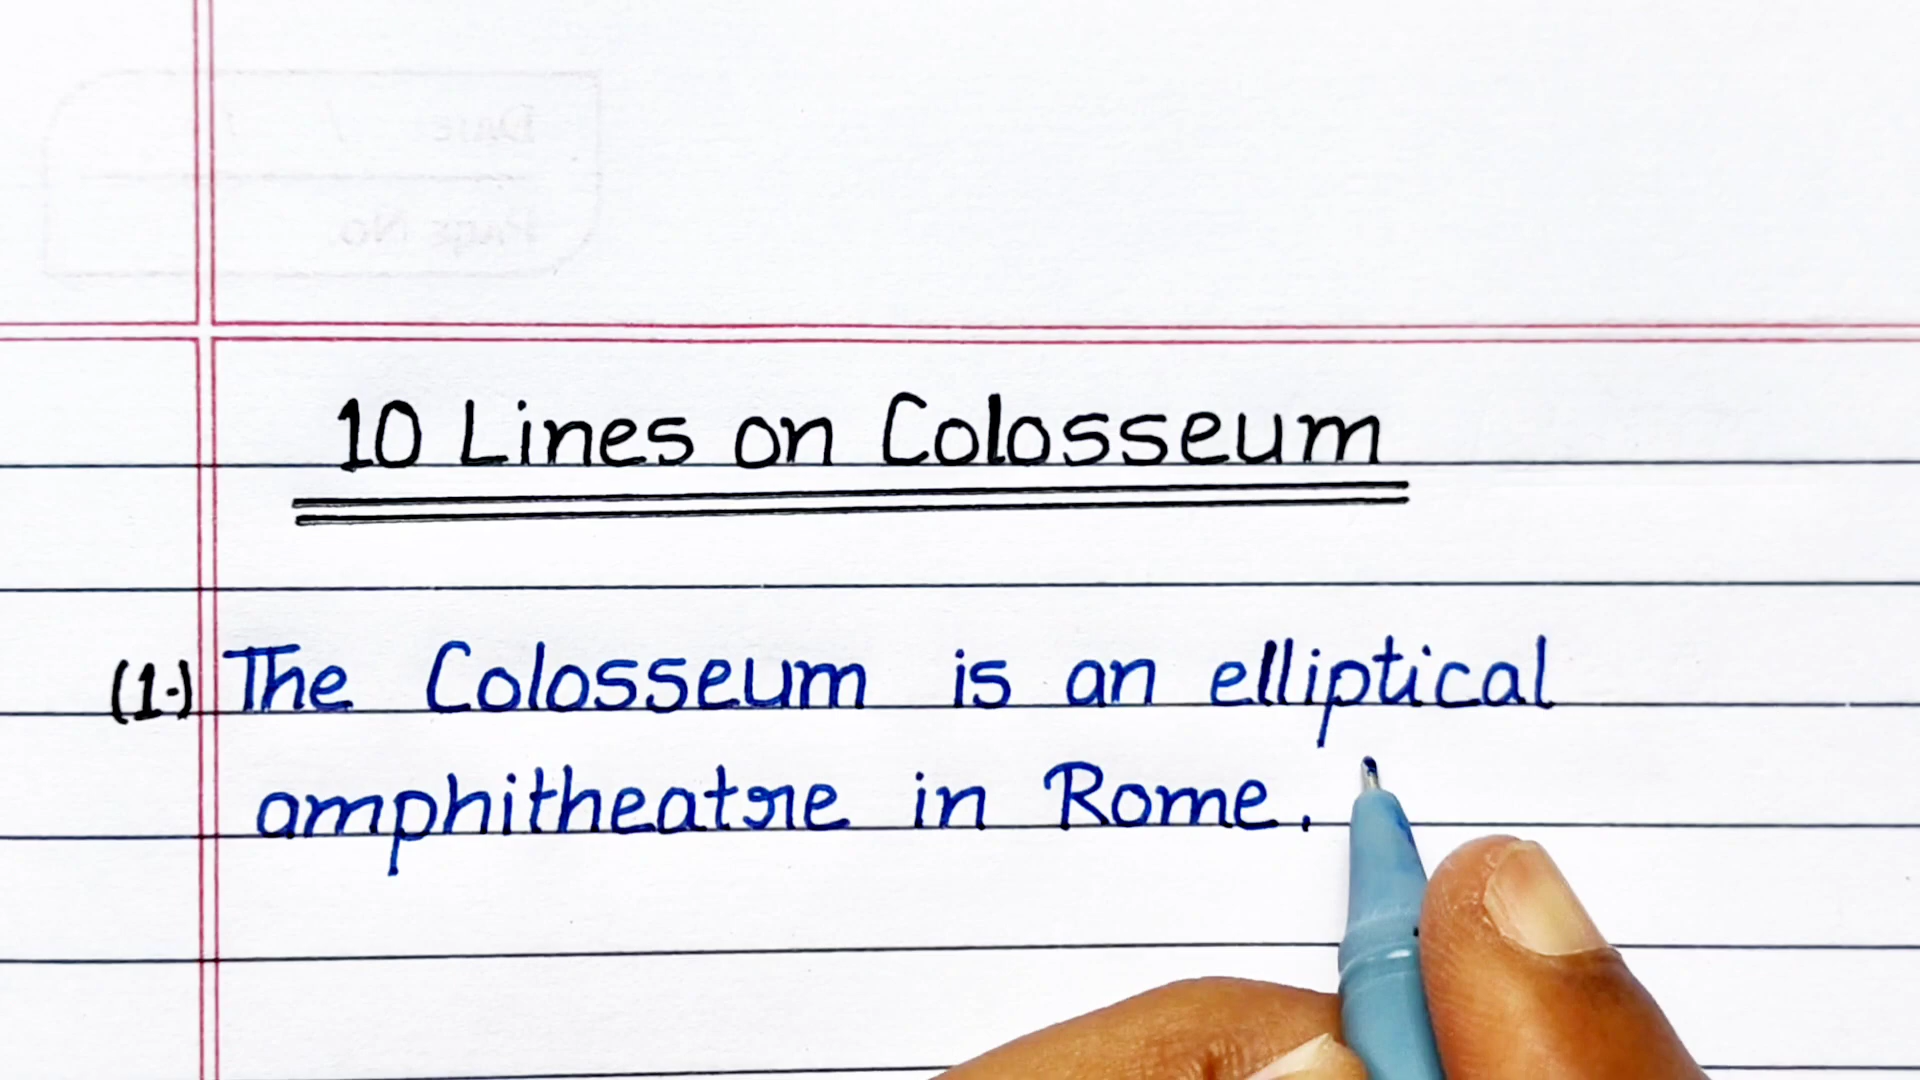 10 Lines on Colosseum
(1.) The Colosseum is an elliptical
amphitheatre in Rome.